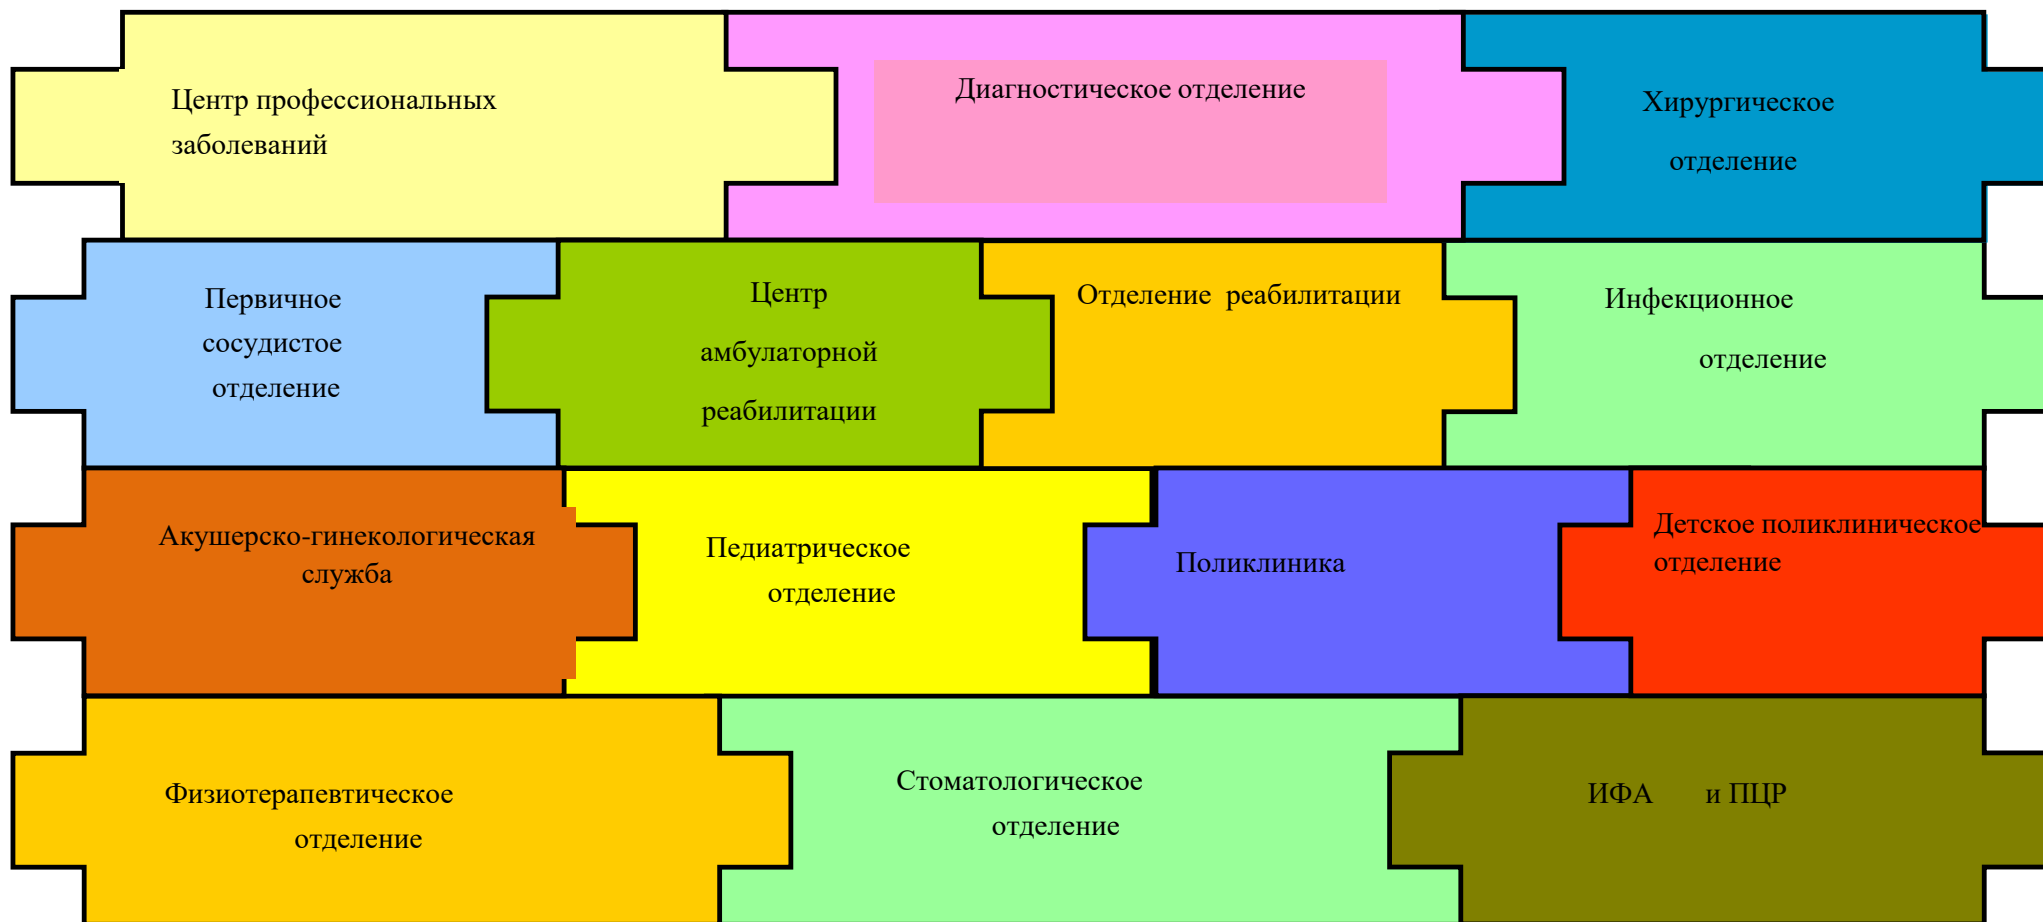 Центр профессиональных
заболеваний
Диагностическое отделение
Хирургическое
отделение
Первичное
сосудистое
отделение
Центр
амбулаторной
реабилитации
Отделение реабилитации
Инфекционное
отделение
Акушерско-гинекологическая
служба
Педиатрическое
отделение
Поликлиника
Детское поликлиническое
отделение
Физиотерапевтическое
отделение
Стоматологическое
отделение
ИФА и ПЦР